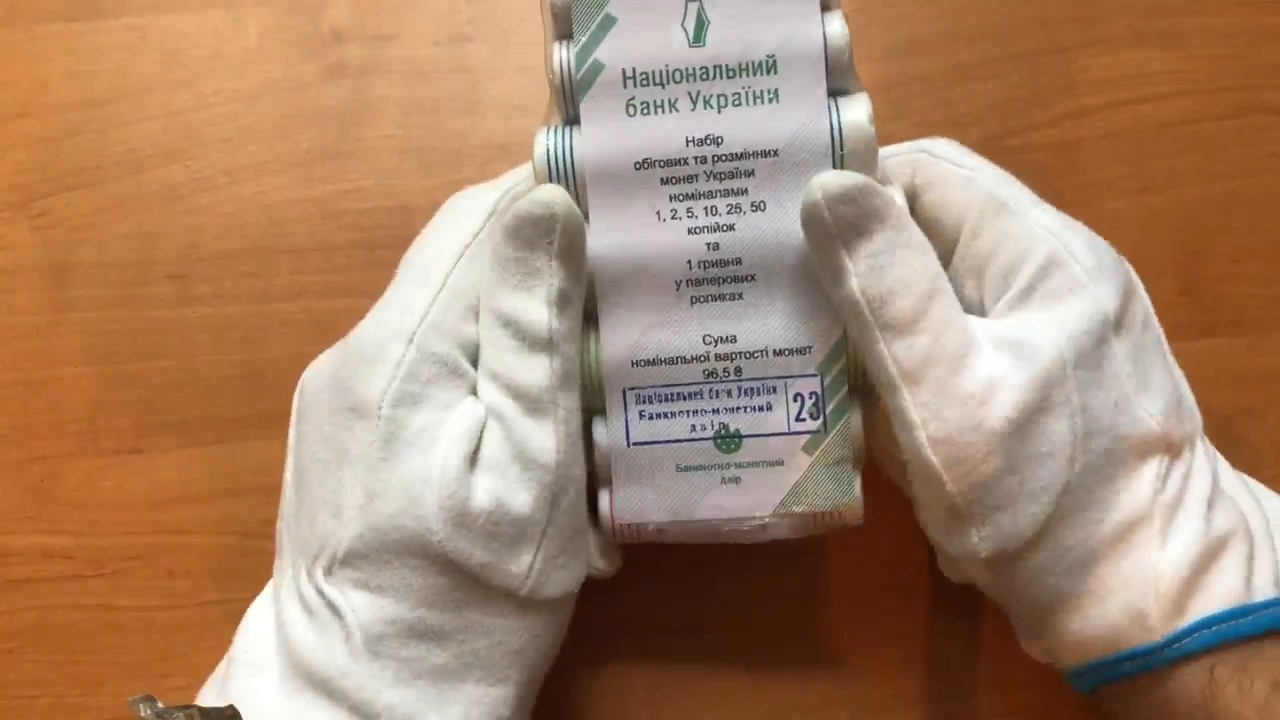 Національний
банк України
Набір
обігових та розмінних
монет України
номіналами
1, 2, 5, 10, 25, 50
копійок
та
1 гривня
у паперових
роликах
Сума
номінальної вартості монет
96,5 ₴
Національний банк України
Банкнотно-монетний
двір
23
Банкнотно-монетний
двір